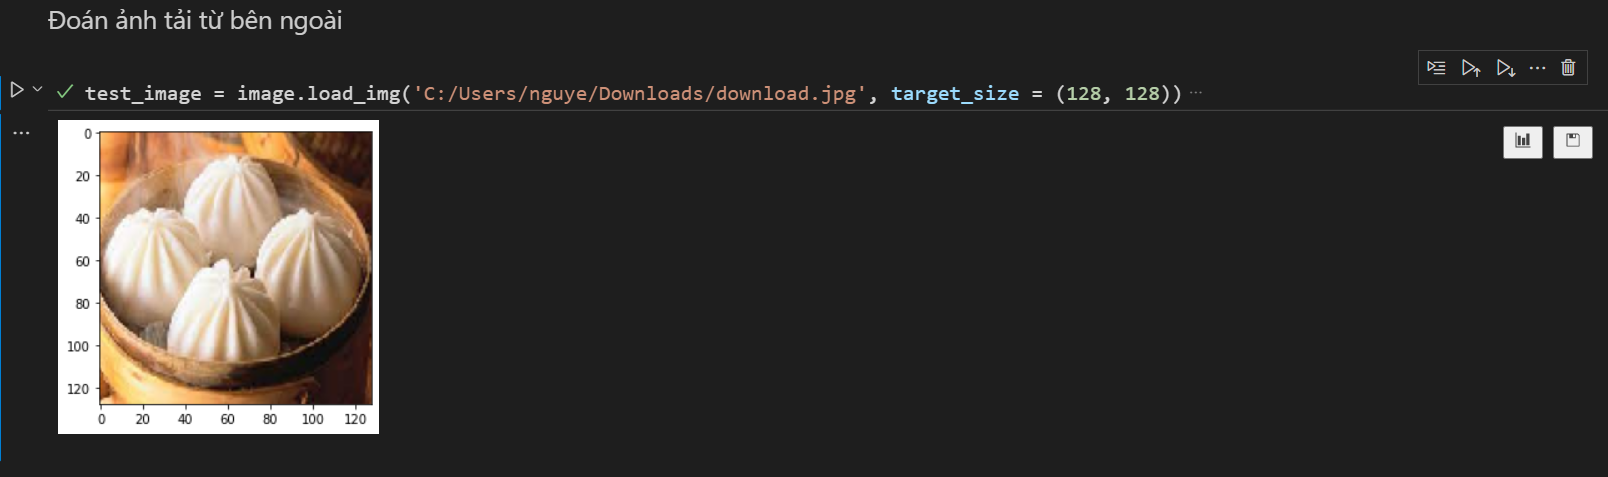 Đoán ảnh tải từ bên ngoài
test_image = image.load_img('C:/Users/nguye/Downloads/download.jpg', target_size = (128, 128)) ···
0
20
40
60
80
100
120
0 20 40 60 80 100 120